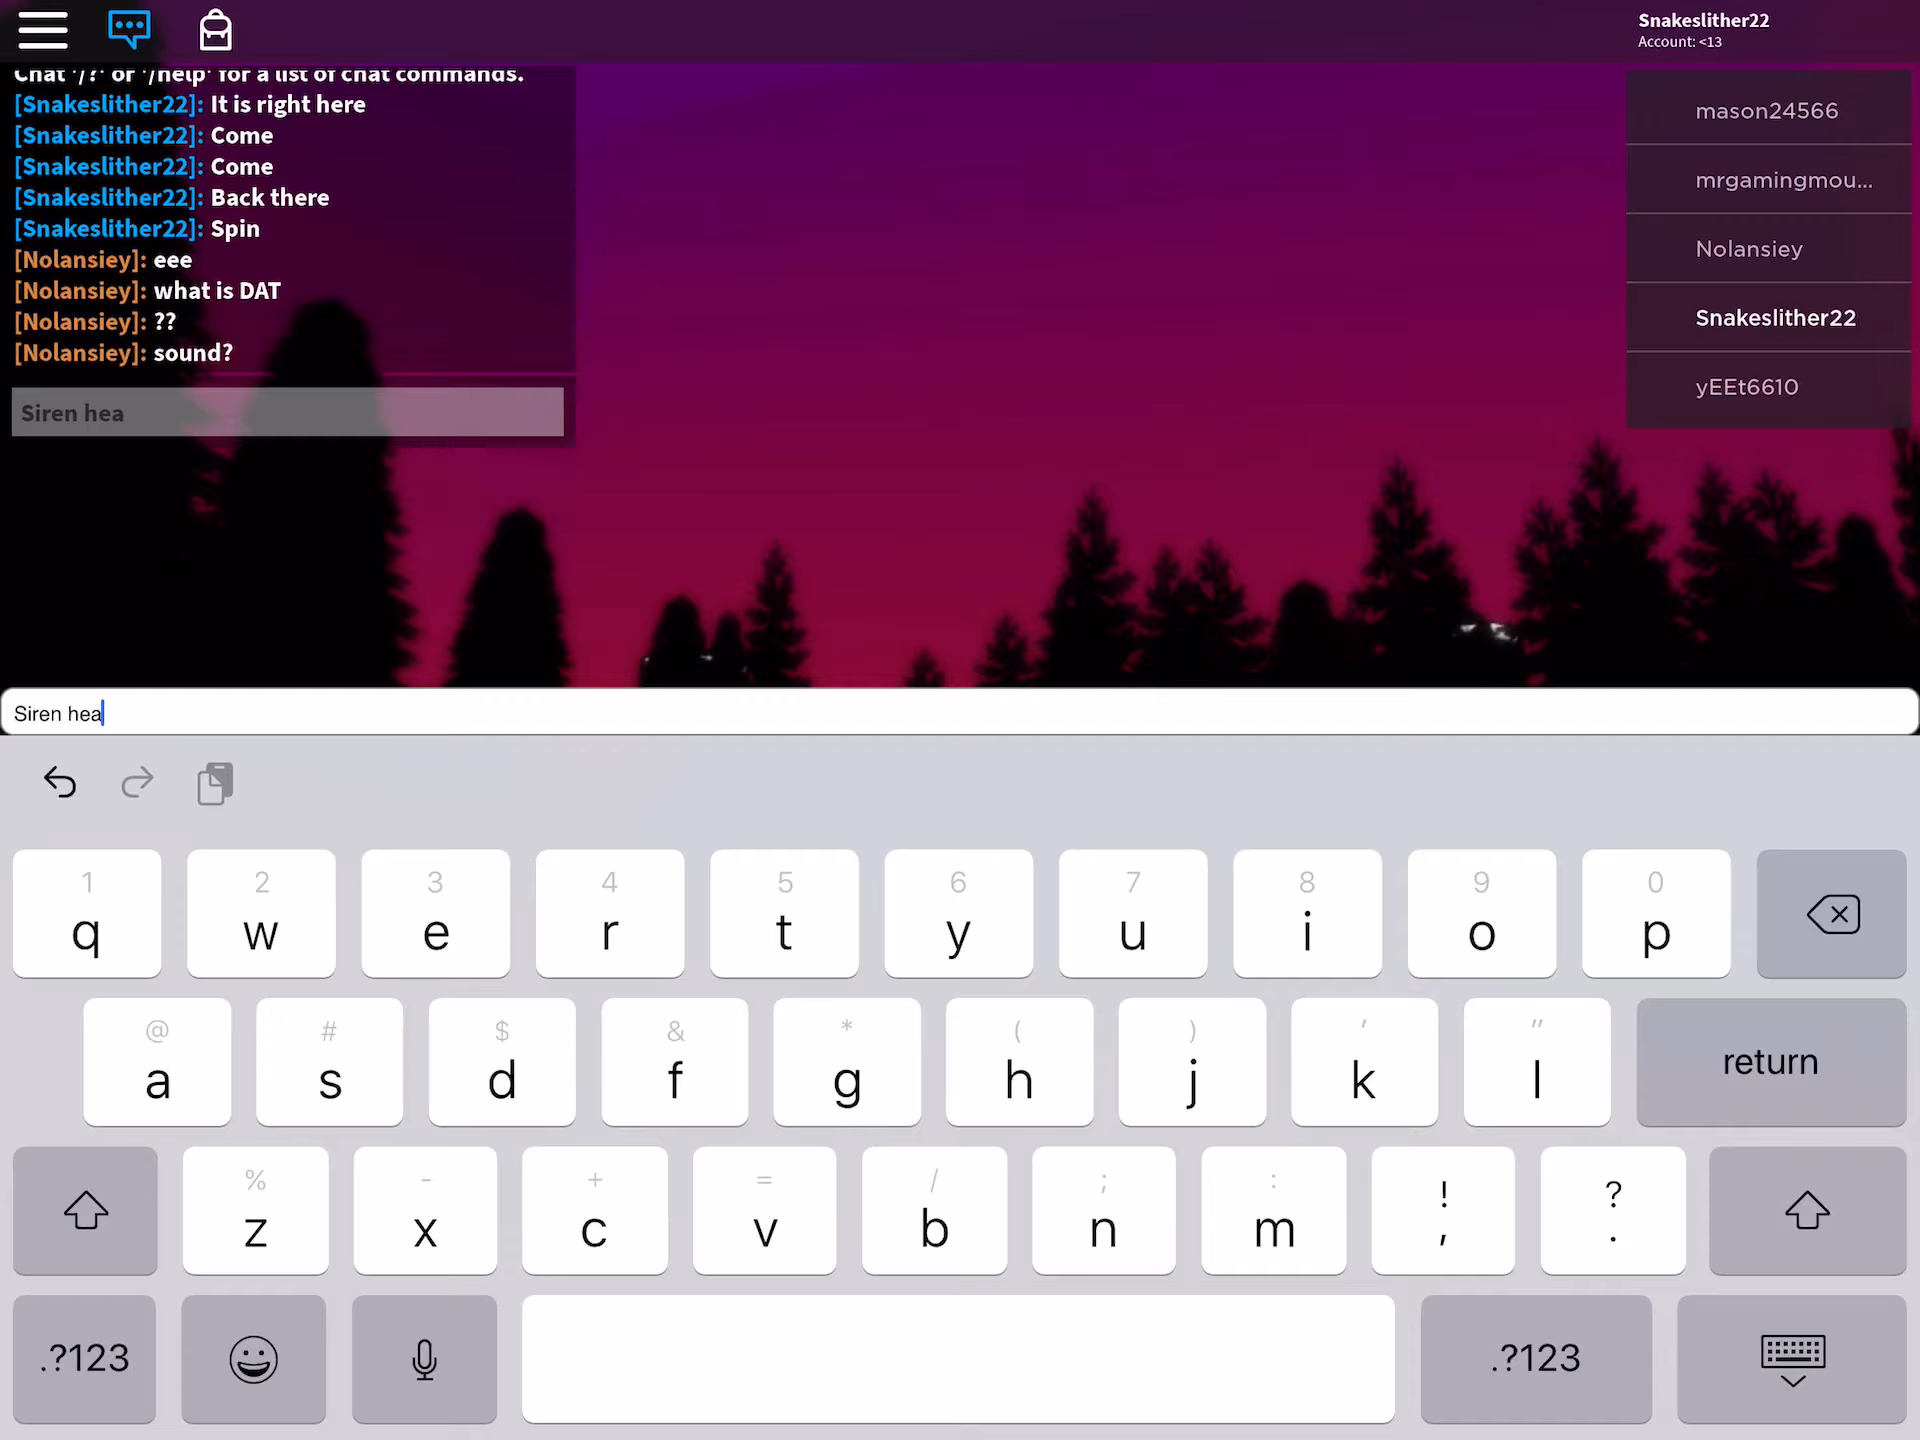 Snakeslither22
Account: <13
Chat '/?' or '/help' for a list of chat commands.
[Snakeslither22]: It is right here
[Snakeslither22]: Come
[Snakeslither22]: Come
[Snakeslither22]: Back there
[Snakeslither22]: Spin
[Nolansiey]: eee
[Nolansiey]: what is DAT
[Nolansiey]: ??
[Nolansiey]: sound?
Siren hea
mason24566
mrgamingmou...
Nolansiey
Snakeslither22
yEEt6610
Siren hea
1 2 3 4 5 6 7 8 9 0
q w e r t y u i o p
@ # $ & * ( ) ' "
a s d f g h j k l return
% - + = / ; : ! ?
z x c v b n m , .
.?123 .?123